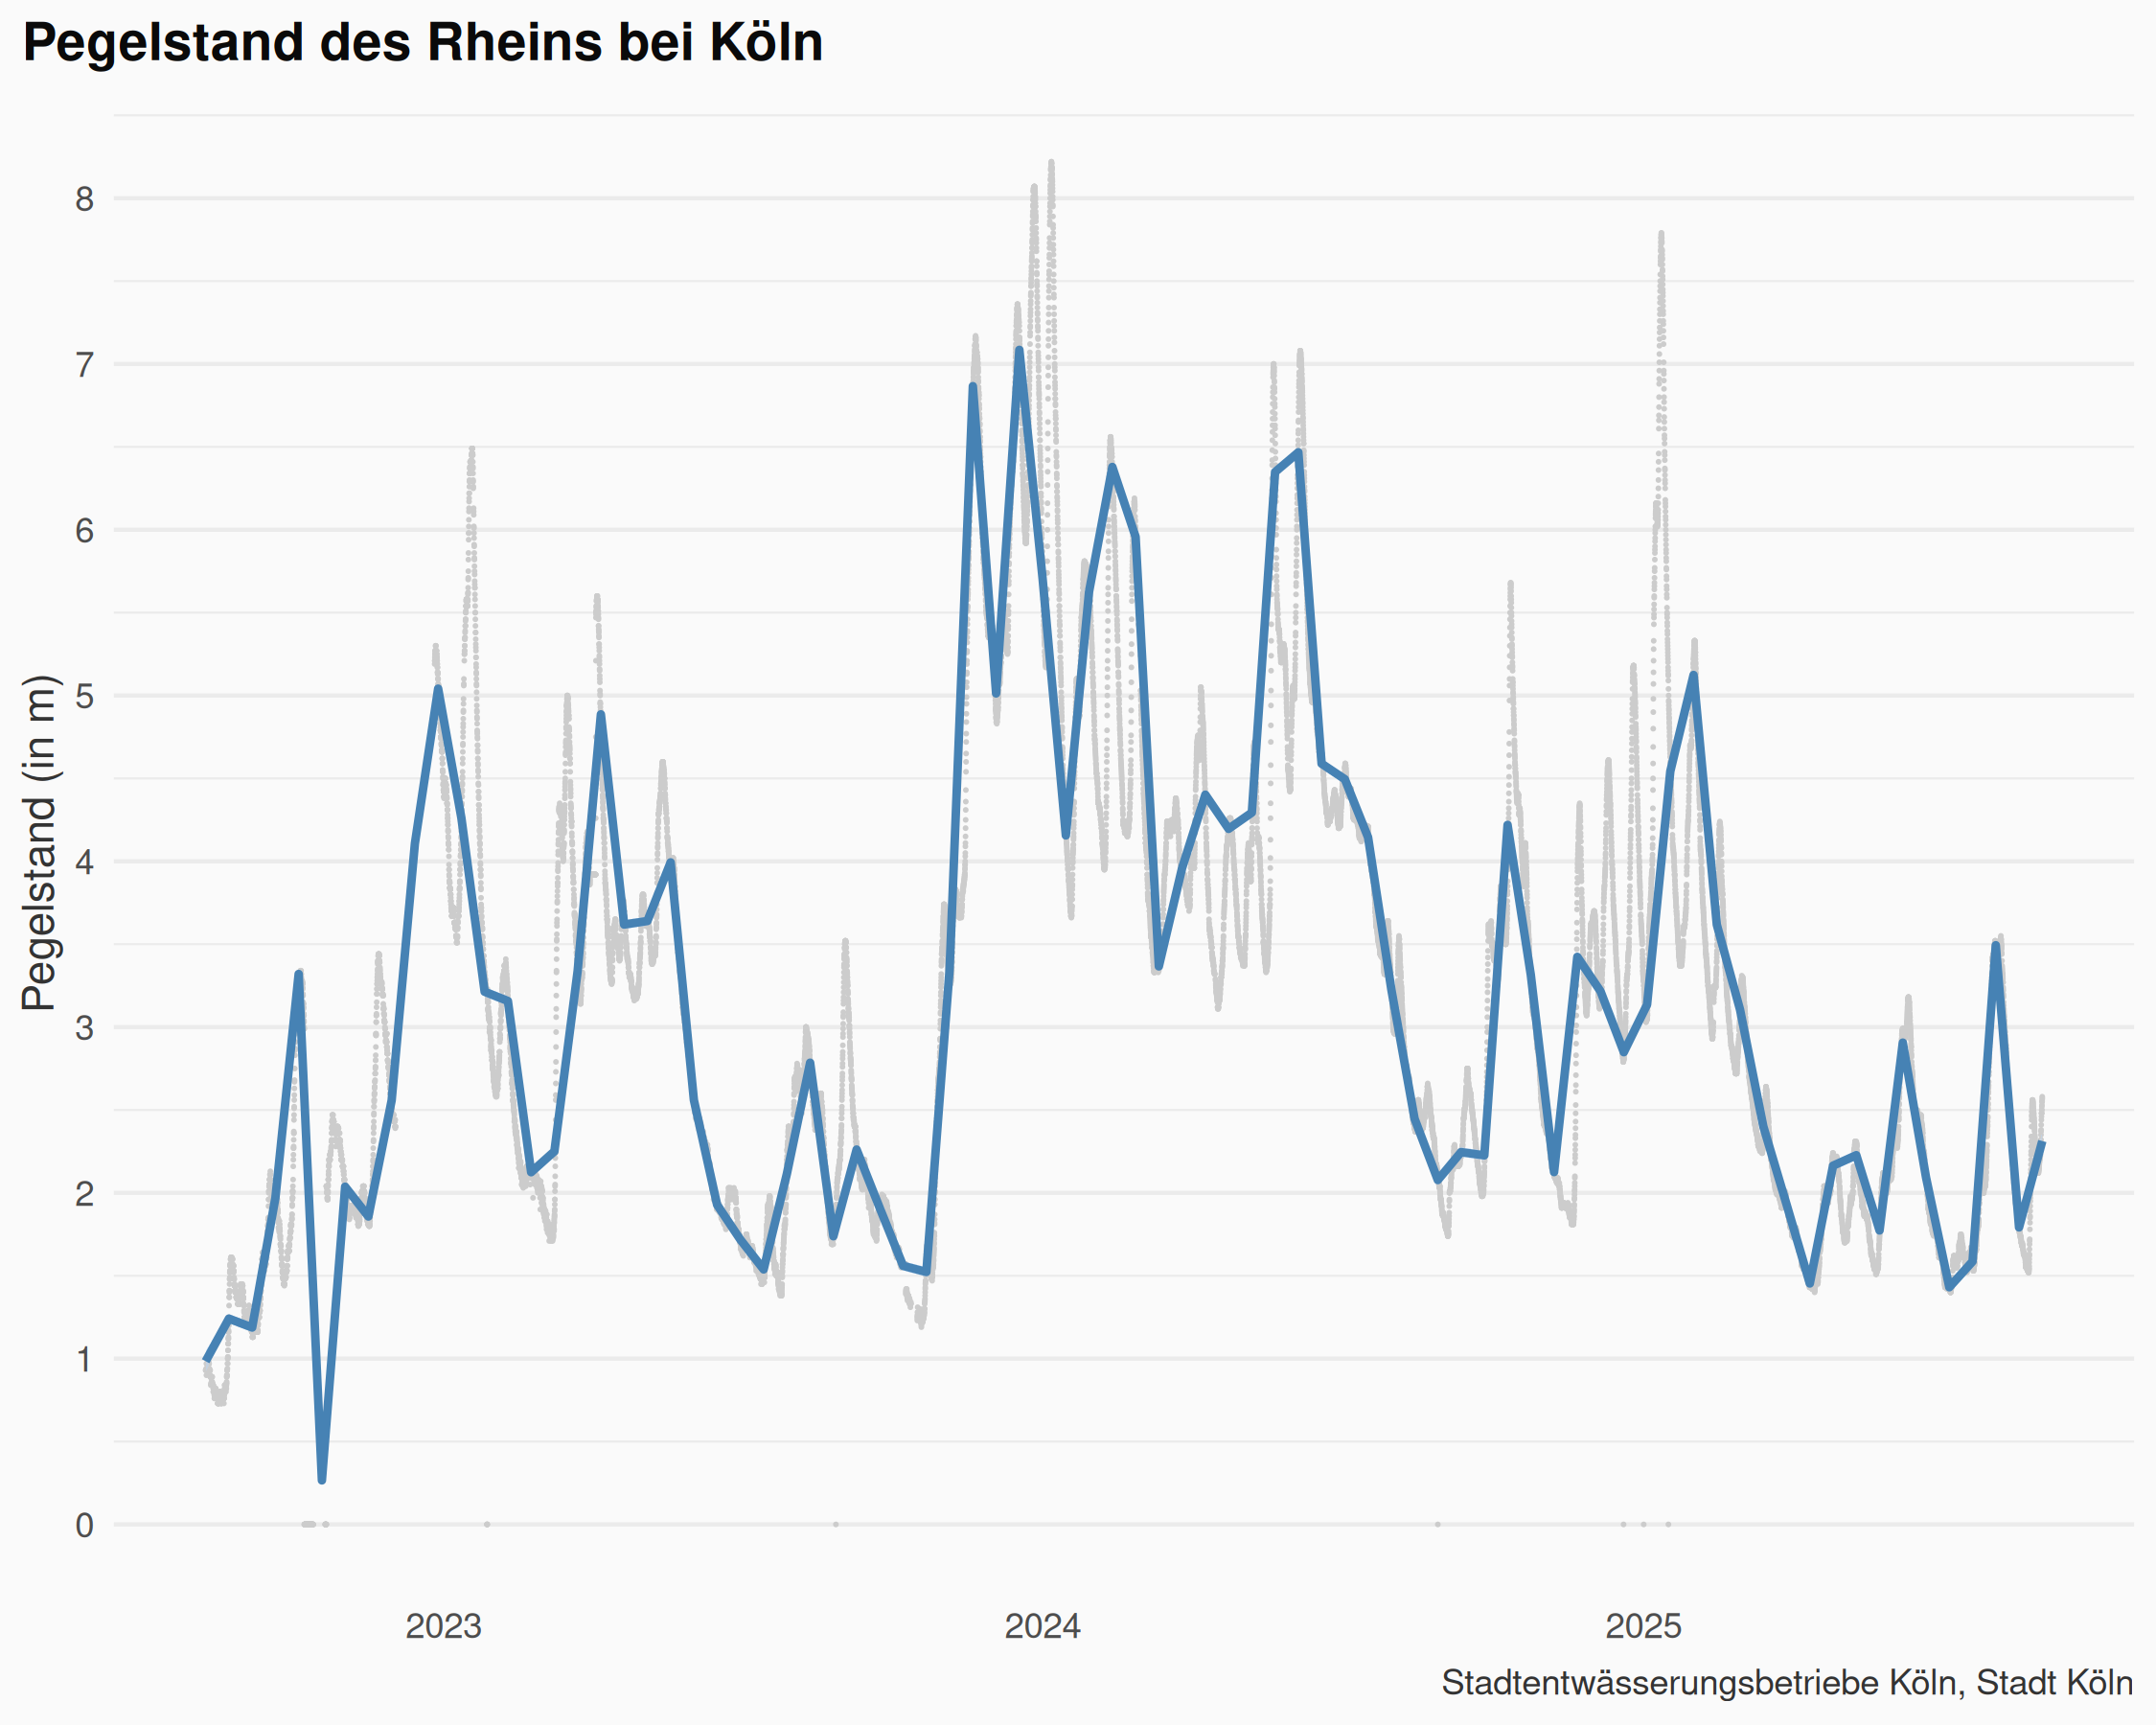 Pegelstand des Rheins bei Köln
Pegelstand (in m)
8
7
6
5
4
3
2
1
0
2023 2024 2025
Stadtentwässerungsbetriebe Köln, Stadt Köln